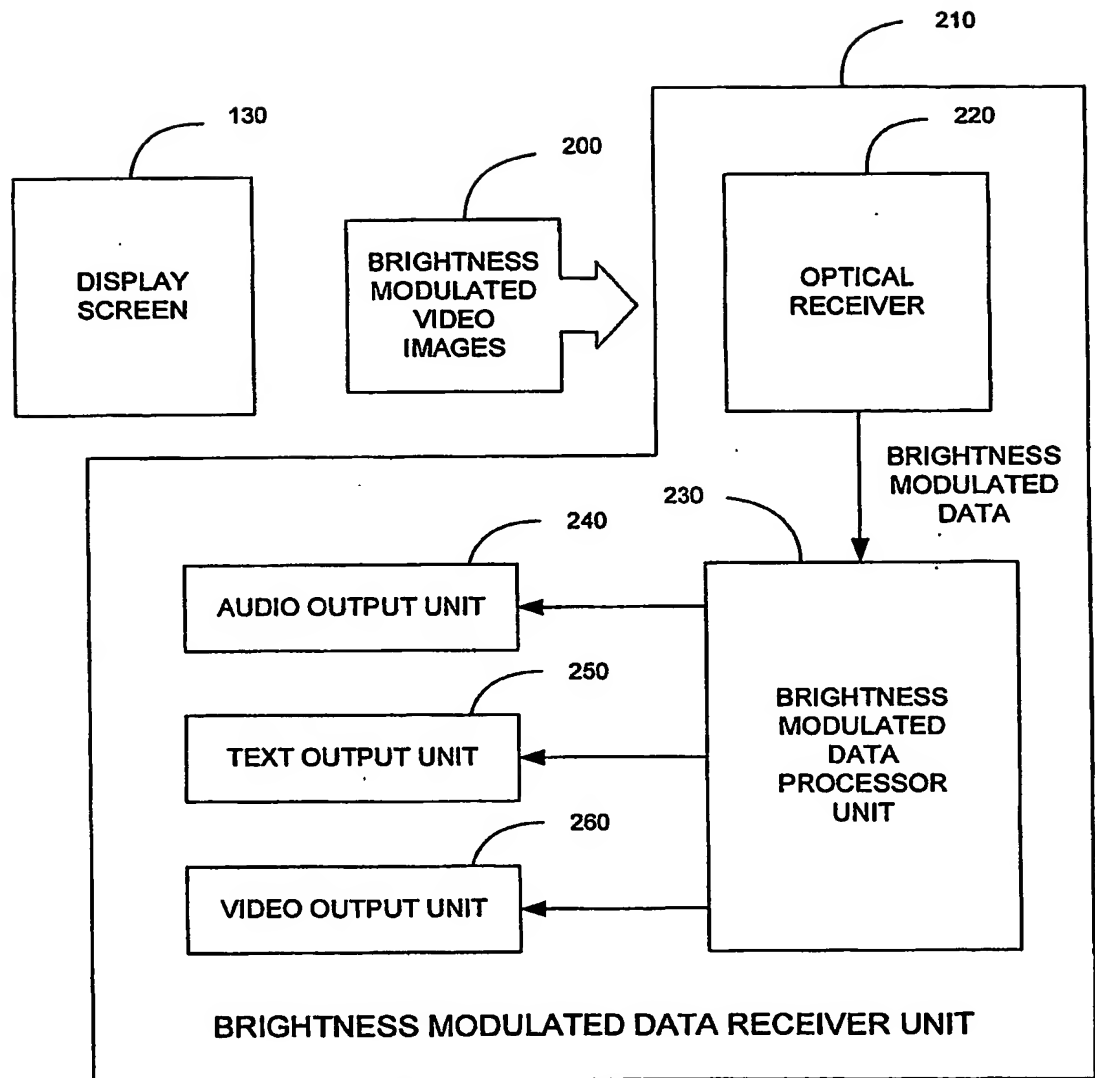 210
130
200
220
DISPLAY
SCREEN
BRIGHTNESS
MODULATED
VIDEO
IMAGES
OPTICAL
RECEIVER
BRIGHTNESS
MODULATED
DATA
230
240
AUDIO OUTPUT UNIT
250
TEXT OUTPUT UNIT
260
VIDEO OUTPUT UNIT
BRIGHTNESS
MODULATED
DATA
PROCESSOR
UNIT
BRIGHTNESS MODULATED DATA RECEIVER UNIT